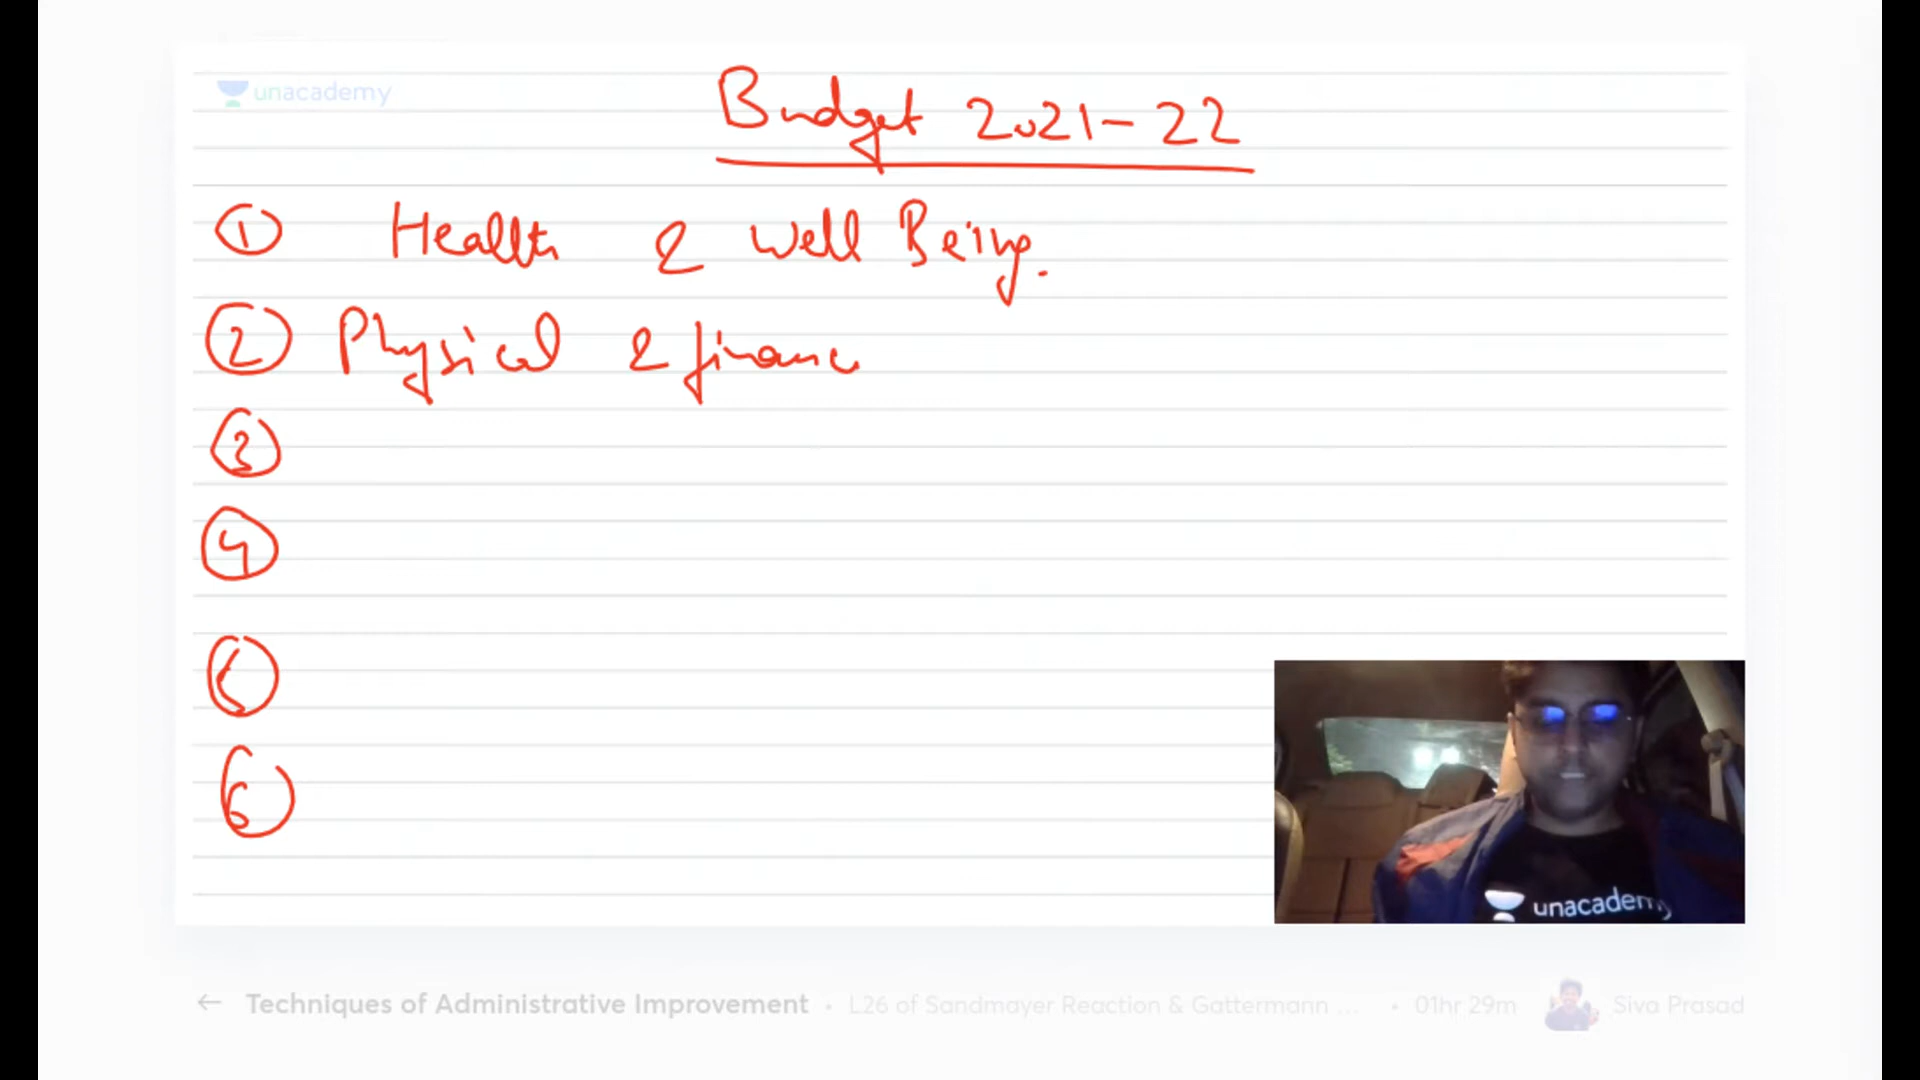 unacademy
Budget 2021-22
① Health & Well Being.
② Physical & financ
③
④
⑤
⑥
unacademy
← Techniques of Administrative Improvement • L26 of Sandmayer Reaction & Gattermann ... • 01hr 29m Siva Prasad